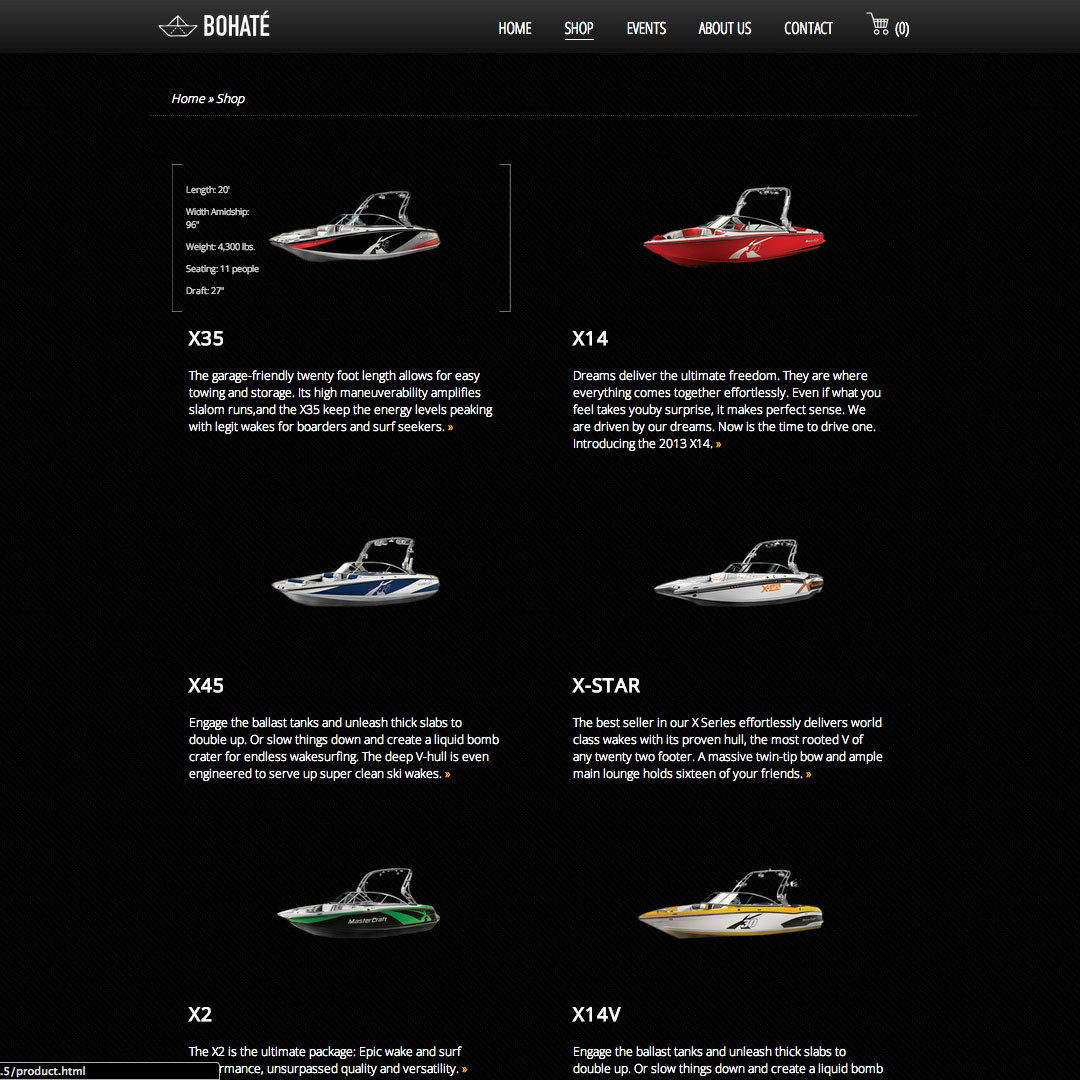 BOHATÉ
HOME SHOP EVENTS ABOUT US CONTACT (0)
Home » Shop
Length: 20'
Width Amidship:
96"
Weight: 4,300 lbs.
Seating: 11 people
Draft: 27"
X35
The garage-friendly twenty foot length allows for easy
towing and storage. Its high maneuverability amplifies
slalom runs,and the X35 keep the energy levels peaking
with legit wakes for boarders and surf seekers. »
X14
Dreams deliver the ultimate freedom. They are where
everything comes together effortlessly. Even if what you
feel takes youby surprise, it makes perfect sense. We
are driven by our dreams. Now is the time to drive one.
Introducing the 2013 X14. »
X45
Engage the ballast tanks and unleash thick slabs to
double up. Or slow things down and create a liquid bomb
crater for endless wakesurfing. The deep V-hull is even
engineered to serve up super clean ski wakes. »
X-STAR
The best seller in our X Series effortlessly delivers world
class wakes with its proven hull, the most rooted V of
any twenty two footer. A massive twin-tip bow and ample
main lounge holds sixteen of your friends. »
MasterCraft
X30
X2
The X2 is the ultimate package: Epic wake and surf
rmance, unsurpassed quality and versatility. »
X14V
Engage the ballast tanks and unleash thick slabs to
double up. Or slow things down and create a liquid bomb
.5/product.html